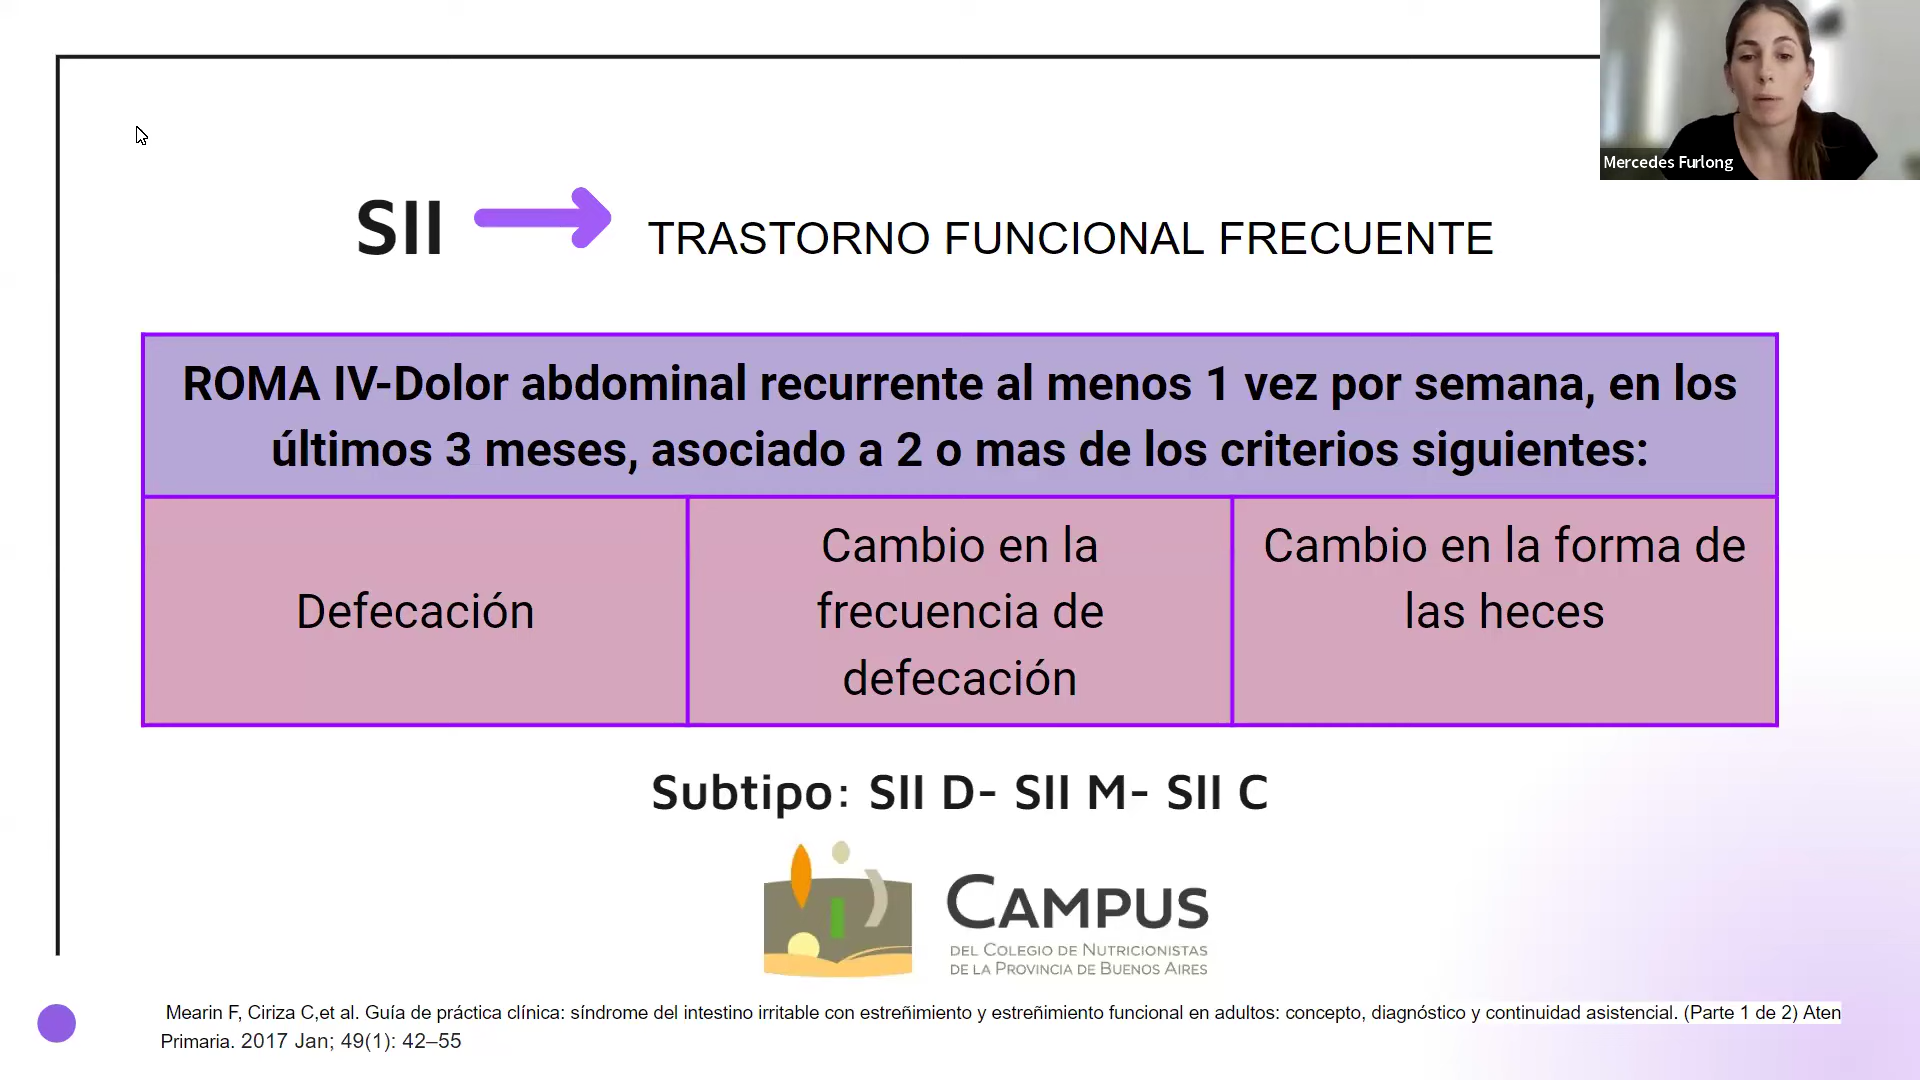 Mercedes Furlong
SII
TRASTORNO FUNCIONAL FRECUENTE
ROMA IV-Dolor abdominal recurrente al menos 1 vez por semana, en los
últimos 3 meses, asociado a 2 o mas de los criterios siguientes:
Defecación
Cambio en la
frecuencia de
defecación
Cambio en la forma de
las heces
Subtipo: SII D- SII M- SII C
CAMPUS
DEL COLEGIO DE NUTRICIONISTAS
DE LA PROVINCIA DE BUENOS AIRES
Mearin F, Ciriza C,et al. Guía de práctica clínica: síndrome del intestino irritable con estreñimiento y estreñimiento funcional en adultos: concepto, diagnóstico y continuidad asistencial. (Parte 1 de 2) Aten
Primaria. 2017 Jan; 49(1): 42–55